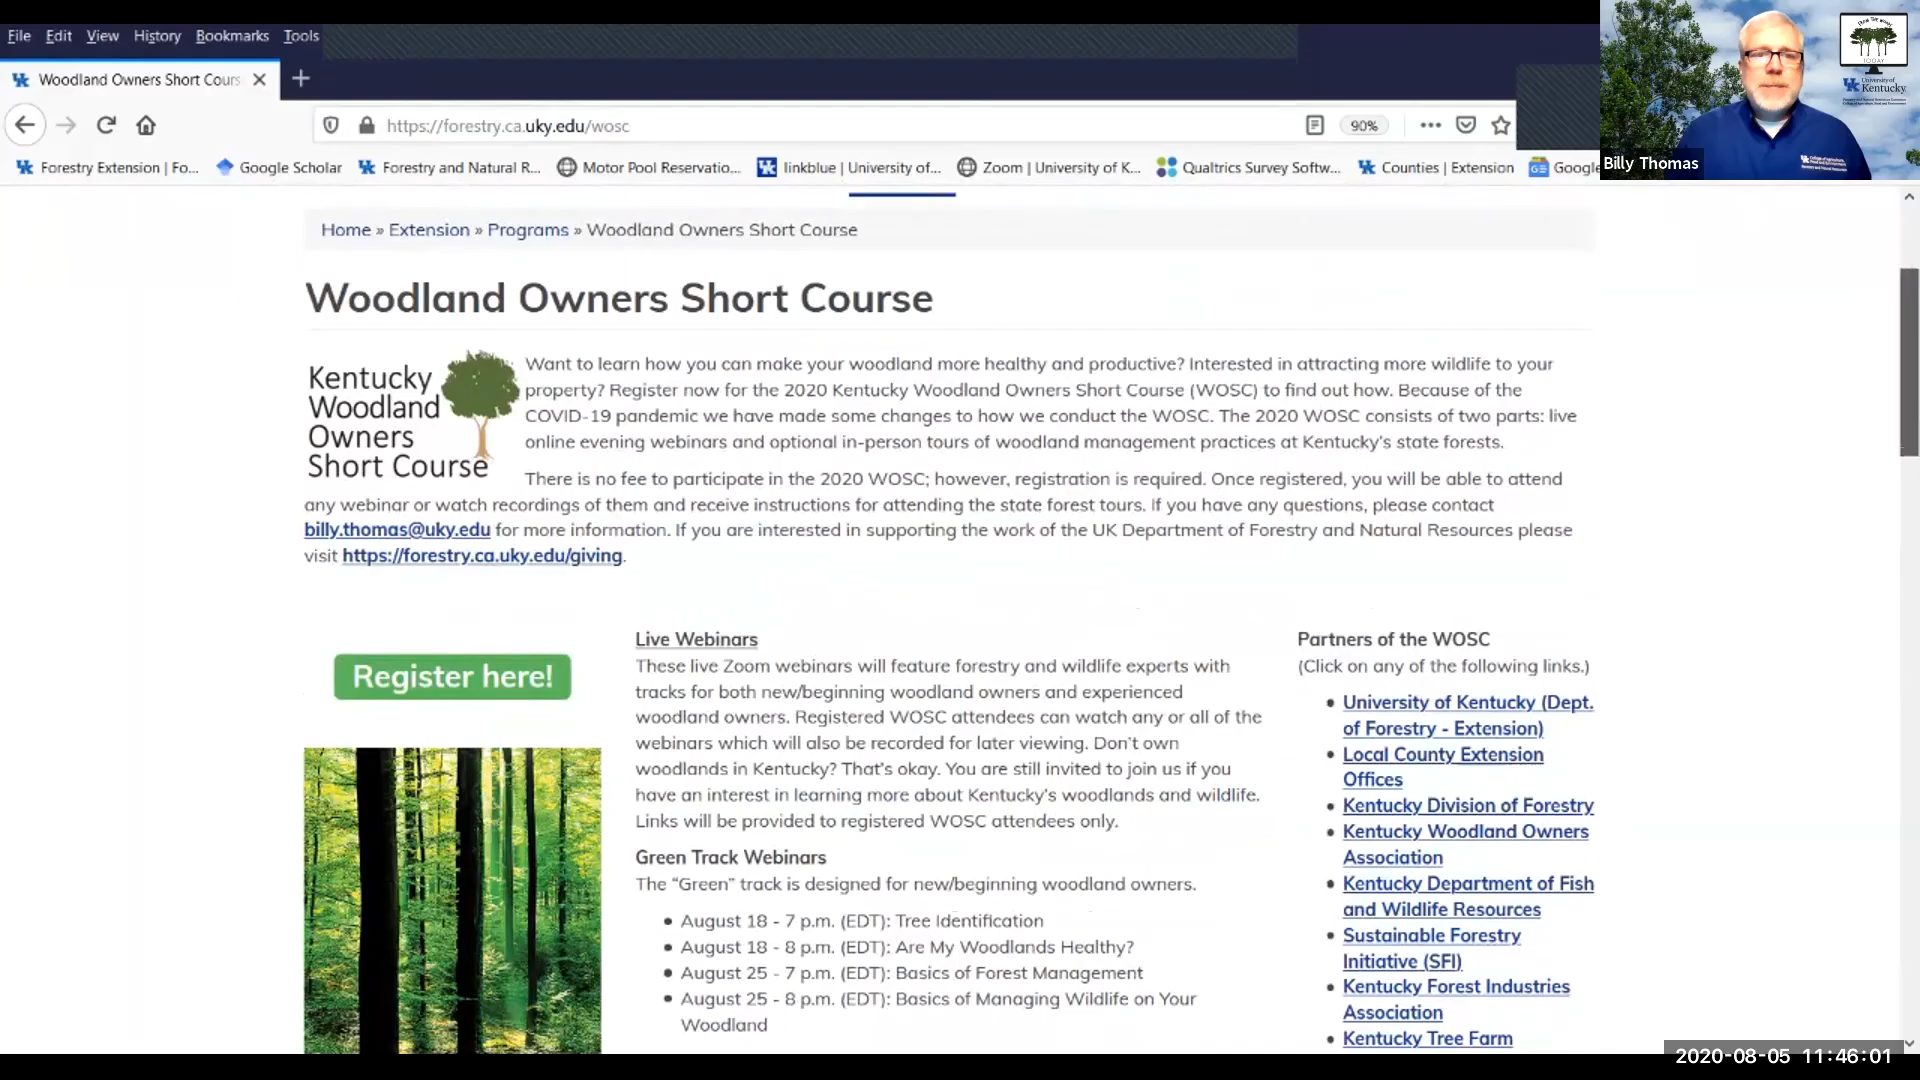 File Edit View History Bookmarks Tools
Woodland Owners Short Cours
https://forestry.ca.uky.edu/wosc
90%
Forestry Extension | Fo...
Google Scholar
Forestry and Natural R...
Motor Pool Reservatio...
linkblue | University of...
Zoom | University of K...
Qualtrics Survey Softw...
Counties | Extension
Google
TODAY
University of
Kentucky
Billy Thomas
Home » Extension » Programs » Woodland Owners Short Course
Woodland Owners Short Course
Kentucky
Woodland
Owners
Short Course
Want to learn how you can make your woodland more healthy and productive? Interested in attracting more wildlife to your
property? Register now for the 2020 Kentucky Woodland Owners Short Course (WOSC) to find out how. Because of the
COVID-19 pandemic we have made some changes to how we conduct the WOSC. The 2020 WOSC consists of two parts: live
online evening webinars and optional in-person tours of woodland management practices at Kentucky's state forests.
There is no fee to participate in the 2020 WOSC; however, registration is required. Once registered, you will be able to attend
any webinar or watch recordings of them and receive instructions for attending the state forest tours. If you have any questions, please contact
billy.thomas@uky.edu for more information. If you are interested in supporting the work of the UK Department of Forestry and Natural Resources please
visit https://forestry.ca.uky.edu/giving.
Register here!
Live Webinars
These live Zoom webinars will feature forestry and wildlife experts with
tracks for both new/beginning woodland owners and experienced
woodland owners. Registered WOSC attendees can watch any or all of the
webinars which will also be recorded for later viewing. Don't own
woodlands in Kentucky? That's okay. You are still invited to join us if you
have an interest in learning more about Kentucky's woodlands and wildlife.
Links will be provided to registered WOSC attendees only.
Green Track Webinars
The “Green” track is designed for new/beginning woodland owners.
• August 18 - 7 p.m. (EDT): Tree Identification
• August 18 - 8 p.m. (EDT): Are My Woodlands Healthy?
• August 25 - 7 p.m. (EDT): Basics of Forest Management
• August 25 - 8 p.m. (EDT): Basics of Managing Wildlife on Your
Woodland
Partners of the WOSC
(Click on any of the following links.)
• University of Kentucky (Dept.
of Forestry - Extension)
• Local County Extension
Offices
• Kentucky Division of Forestry
• Kentucky Woodland Owners
Association
• Kentucky Department of Fish
and Wildlife Resources
• Sustainable Forestry
Initiative (SFI)
• Kentucky Forest Industries
Association
• Kentucky Tree Farm
2020-08-05 11:46:01